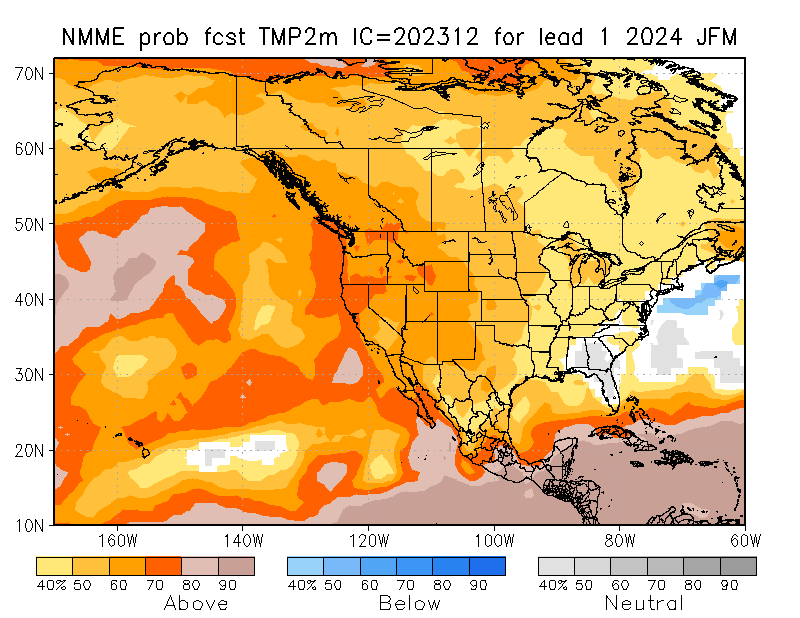 NMME prob fcst TMP2m IC=202312 for lead 1 2024 JFM
70N
60N
50N
40N
30N
20N
10N
160W 140W 120W 100W 80W 60W
40% 50 60 70 80 90 40% 50 60 70 80 90 40% 50 60 70 80 90
Above Below Neutral